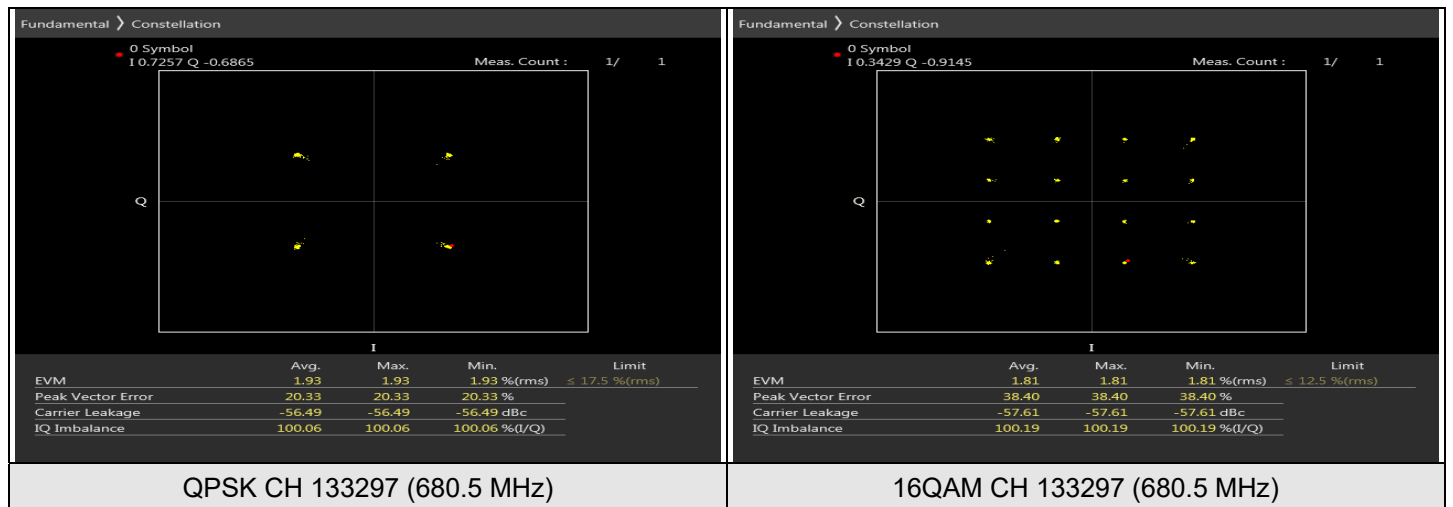 Fundamental 》 Constellation
0 Symbol
I 0.7257 Q -0.6865 Meas. Count : 1/ 1
Q
I
Avg. Max. Min. Limit
EVM 1.93 1.93 1.93 %(rms) ≤ 17.5 %(rms)
Peak Vector Error 20.33 20.33 20.33 %
Carrier Leakage -56.49 -56.49 -56.49 dBc
IQ Imbalance 100.06 100.06 100.06 %(I/Q)
QPSK CH 133297 (680.5 MHz)
Fundamental 》 Constellation
0 Symbol
I 0.3429 Q -0.9145 Meas. Count : 1/ 1
Q
I
Avg. Max. Min. Limit
EVM 1.81 1.81 1.81 %(rms) ≤ 12.5 %(rms)
Peak Vector Error 38.40 38.40 38.40 %
Carrier Leakage -57.61 -57.61 -57.61 dBc
IQ Imbalance 100.19 100.19 100.19 %(I/Q)
16QAM CH 133297 (680.5 MHz)